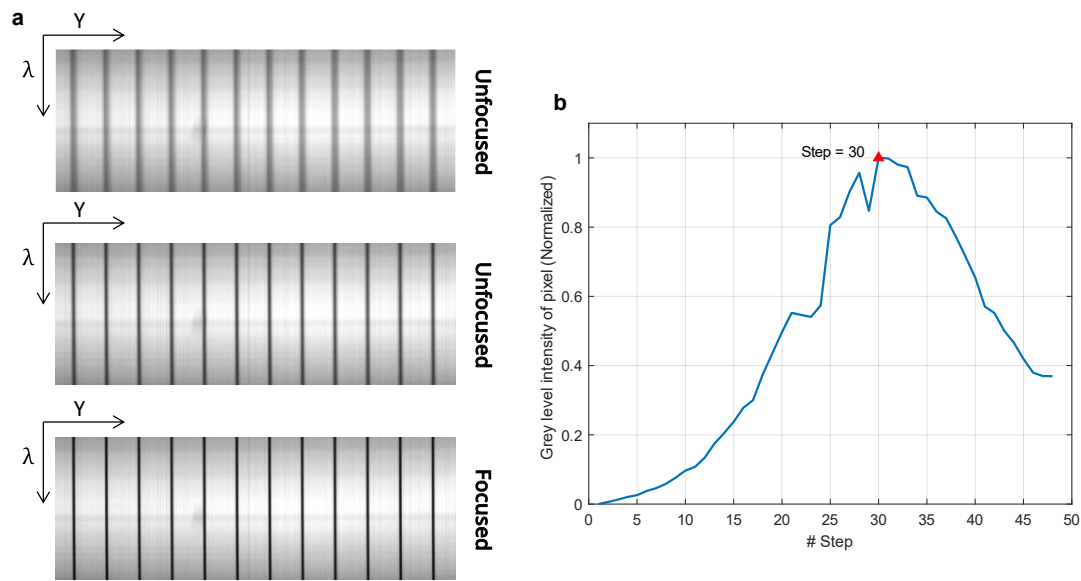 a
Y
λ
Unfocused
Y
λ
Unfocused
Y
λ
Focused
b
Step = 30
Grey level intensity of pixel (Normalized)
1
0.8
0.6
0.4
0.2
0
0 5 10 15 20 25 30 35 40 45 50
# Step